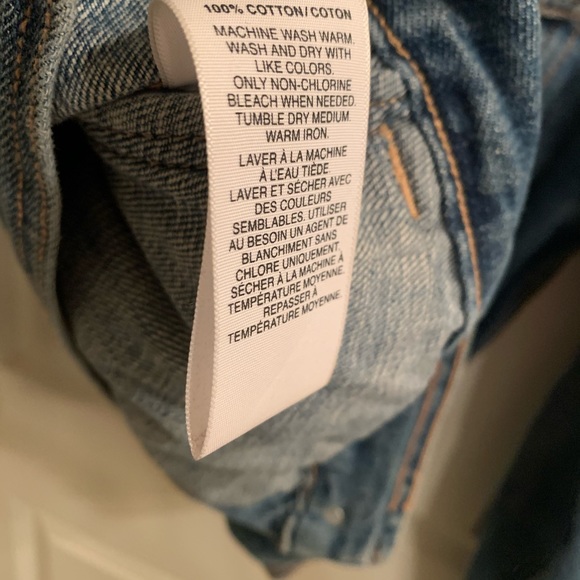 100% COTTON/COTON
MACHINE WASH WARM.
WASH AND DRY WITH
LIKE COLORS.
ONLY NON-CHLORINE
BLEACH WHEN NEEDED.
TUMBLE DRY MEDIUM.
WARM IRON.
LAVER À LA MACHINE
À L'EAU TIÈDE
LAVER ET SÉCHER AVEC
DES COULEURS
SEMBLABLES. UTILISER
AU BESOIN UN AGENT DE
BLANCHIMENT SANS
CHLORE UNIQUEMENT.
SÉCHER À LA MACHINE À
TEMPÉRATURE MOYENNE.
REPASSER À
TEMPÉRATURE MOYENNE.